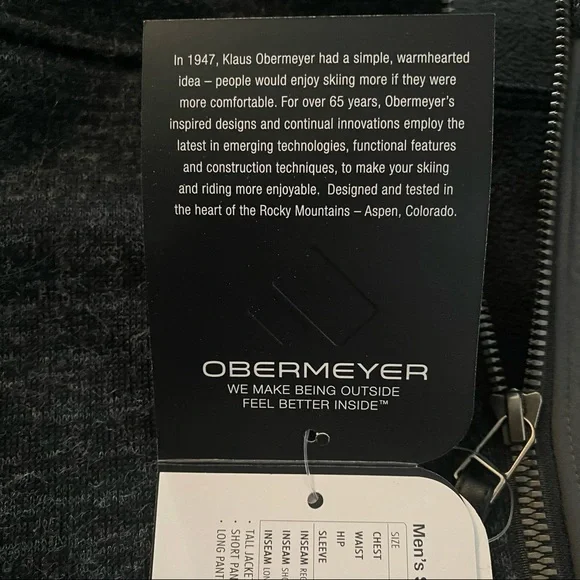 In 1947, Klaus Obermeyer had a simple, warmhearted
idea – people would enjoy skiing more if they were
more comfortable. For over 65 years, Obermeyer's
inspired designs and continual innovations employ the
latest in emerging technologies, functional features
and construction techniques, to make your skiing
and riding more enjoyable. Designed and tested in
the heart of the Rocky Mountains – Aspen, Colorado.
OBERMEYER
WE MAKE BEING OUTSIDE
FEEL BETTER INSIDE™
Men's
SIZE
CHEST
WAIST
HIP
SLEEVE
INSEAM
INSEAM
INSEAM
• TALL
• SHORT
• LONG